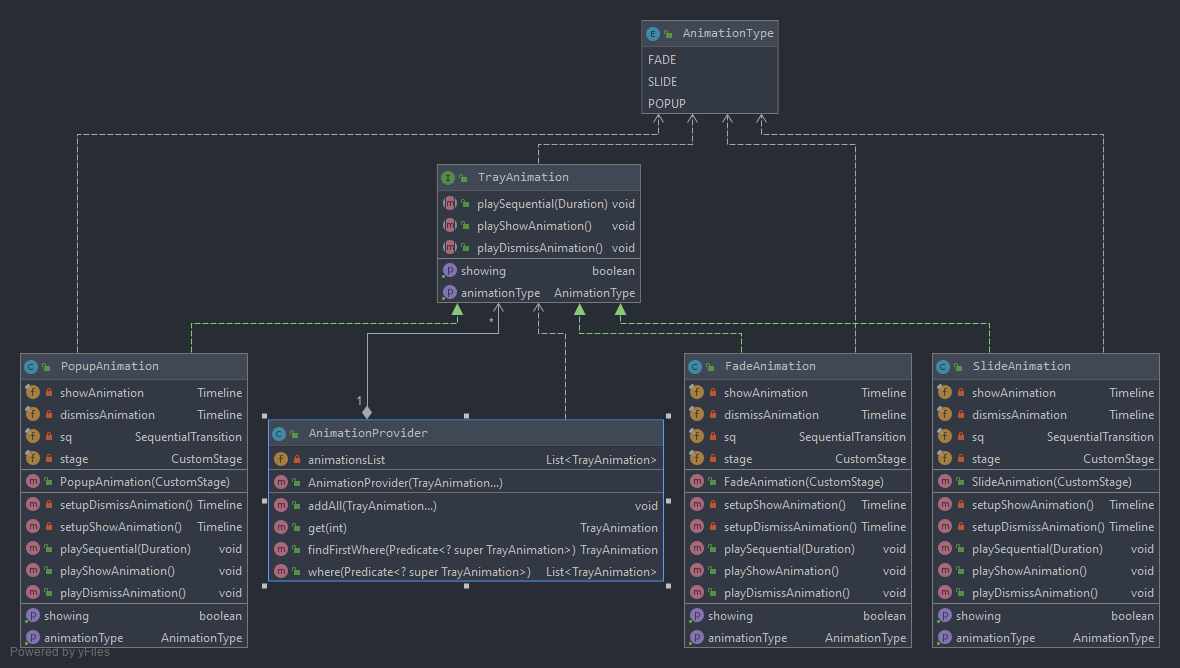 AnimationType
FADE
SLIDE
POPUP
TrayAnimation
playSequential(Duration) void
playShowAnimation() void
playDismissAnimation() void
showing boolean
animationType AnimationType
*
1
PopupAnimation
showAnimation Timeline
dismissAnimation Timeline
sq SequentialTransition
stage CustomStage
PopupAnimation(CustomStage)
setupDismissAnimation() Timeline
setupShowAnimation() Timeline
playSequential(Duration) void
playShowAnimation() void
playDismissAnimation() void
showing boolean
animationType AnimationType
AnimationProvider
animationsList List<TrayAnimation>
AnimationProvider(TrayAnimation...)
addAll(TrayAnimation...) void
get(int) TrayAnimation
findFirstWhere(Predicate<? super TrayAnimation>) TrayAnimation
where(Predicate<? super TrayAnimation>) List<TrayAnimation>
FadeAnimation
showAnimation Timeline
dismissAnimation Timeline
sq SequentialTransition
stage CustomStage
FadeAnimation(CustomStage)
setupShowAnimation() Timeline
setupDismissAnimation() Timeline
playSequential(Duration) void
playShowAnimation() void
playDismissAnimation() void
showing boolean
animationType AnimationType
SlideAnimation
showAnimation Timeline
dismissAnimation Timeline
sq SequentialTransition
stage CustomStage
SlideAnimation(CustomStage)
setupShowAnimation() Timeline
setupDismissAnimation() Timeline
playSequential(Duration) void
playShowAnimation() void
playDismissAnimation() void
showing boolean
animationType AnimationType
Powered by yFiles